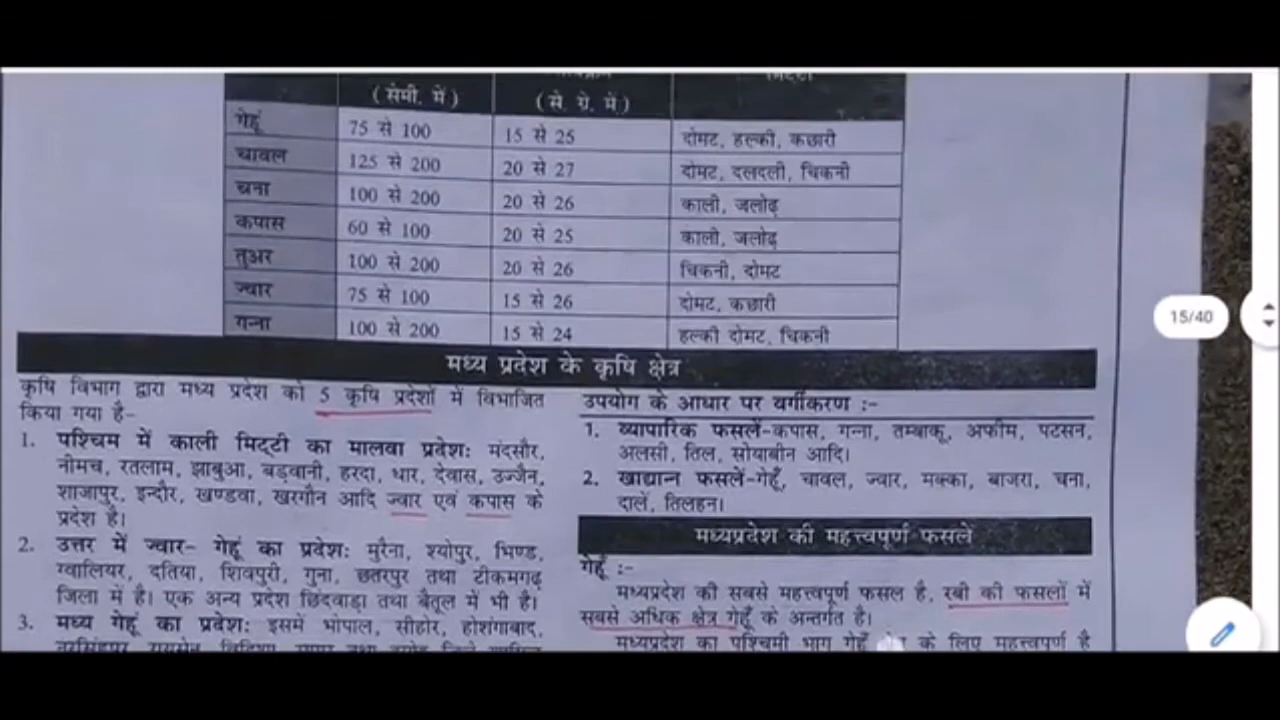 (सेमी. में) (से. ग्रे. में)
गेहूं 75 से 100 15 से 25 दोमट, हल्की, कछारी
चावल 125 से 200 20 से 27 दोमट, दलदली, चिकनी
चना 100 से 200 20 से 26 काली, जलोढ़
कपास 60 से 100 20 से 25 काली, जलोढ़
तुअर 100 से 200 20 से 26 चिकनी, दोमट
ज्वार 75 से 100 15 से 26 दोमट, कछारी
गन्ना 100 से 200 15 से 24 हल्की दोमट, चिकनी
15/40
मध्य प्रदेश के कृषि क्षेत्र
कृषि विभाग द्वारा मध्य प्रदेश को 5 कृषि प्रदेशों में विभाजित
किया गया है-
1. पश्चिम में काली मिट्टी का मालवा प्रदेश: मंदसौर,
नीमच, रतलाम, झाबुआ, बड़वानी, हरदा, धार, देवास, उज्जैन,
शाजापुर, इन्दौर, खण्डवा, खरगौन आदि ज्वार एवं कपास के
प्रदेश है।
2. उत्तर में ज्वार- गेहूं का प्रदेश: मुरैना, श्योपुर, भिण्ड,
ग्वालियर, दतिया, शिवपुरी, गुना, छतरपुर तथा टीकमगढ़
जिला में है। एक अन्य प्रदेश छिंदवाड़ा तथा बैतूल में भी है।
3. मध्य गेहूं का प्रदेश: इसमें भोपाल, सीहोर, होशंगाबाद,
उपयोग के आधार पर वर्गीकरण :-
1. व्यापारिक फसलें-कपास, गन्ना, तम्बाकू, अफीम, पटसन,
अलसी, तिल, सोयाबीन आदि।
2. खाद्यान्न फसलें-गेहूँ, चावल, ज्वार, मक्का, बाजरा, चना,
दालें, तिलहन।
मध्यप्रदेश की महत्त्वपूर्ण फसलें
गेहूँ :-
मध्यप्रदेश की सबसे महत्त्वपूर्ण फसल है, रबी की फसलों में
सबसे अधिक क्षेत्र गेहूँ के अन्तर्गत है।
मध्यप्रदेश का पश्चिमी भाग गेहूँ के लिए महत्त्वपूर्ण है